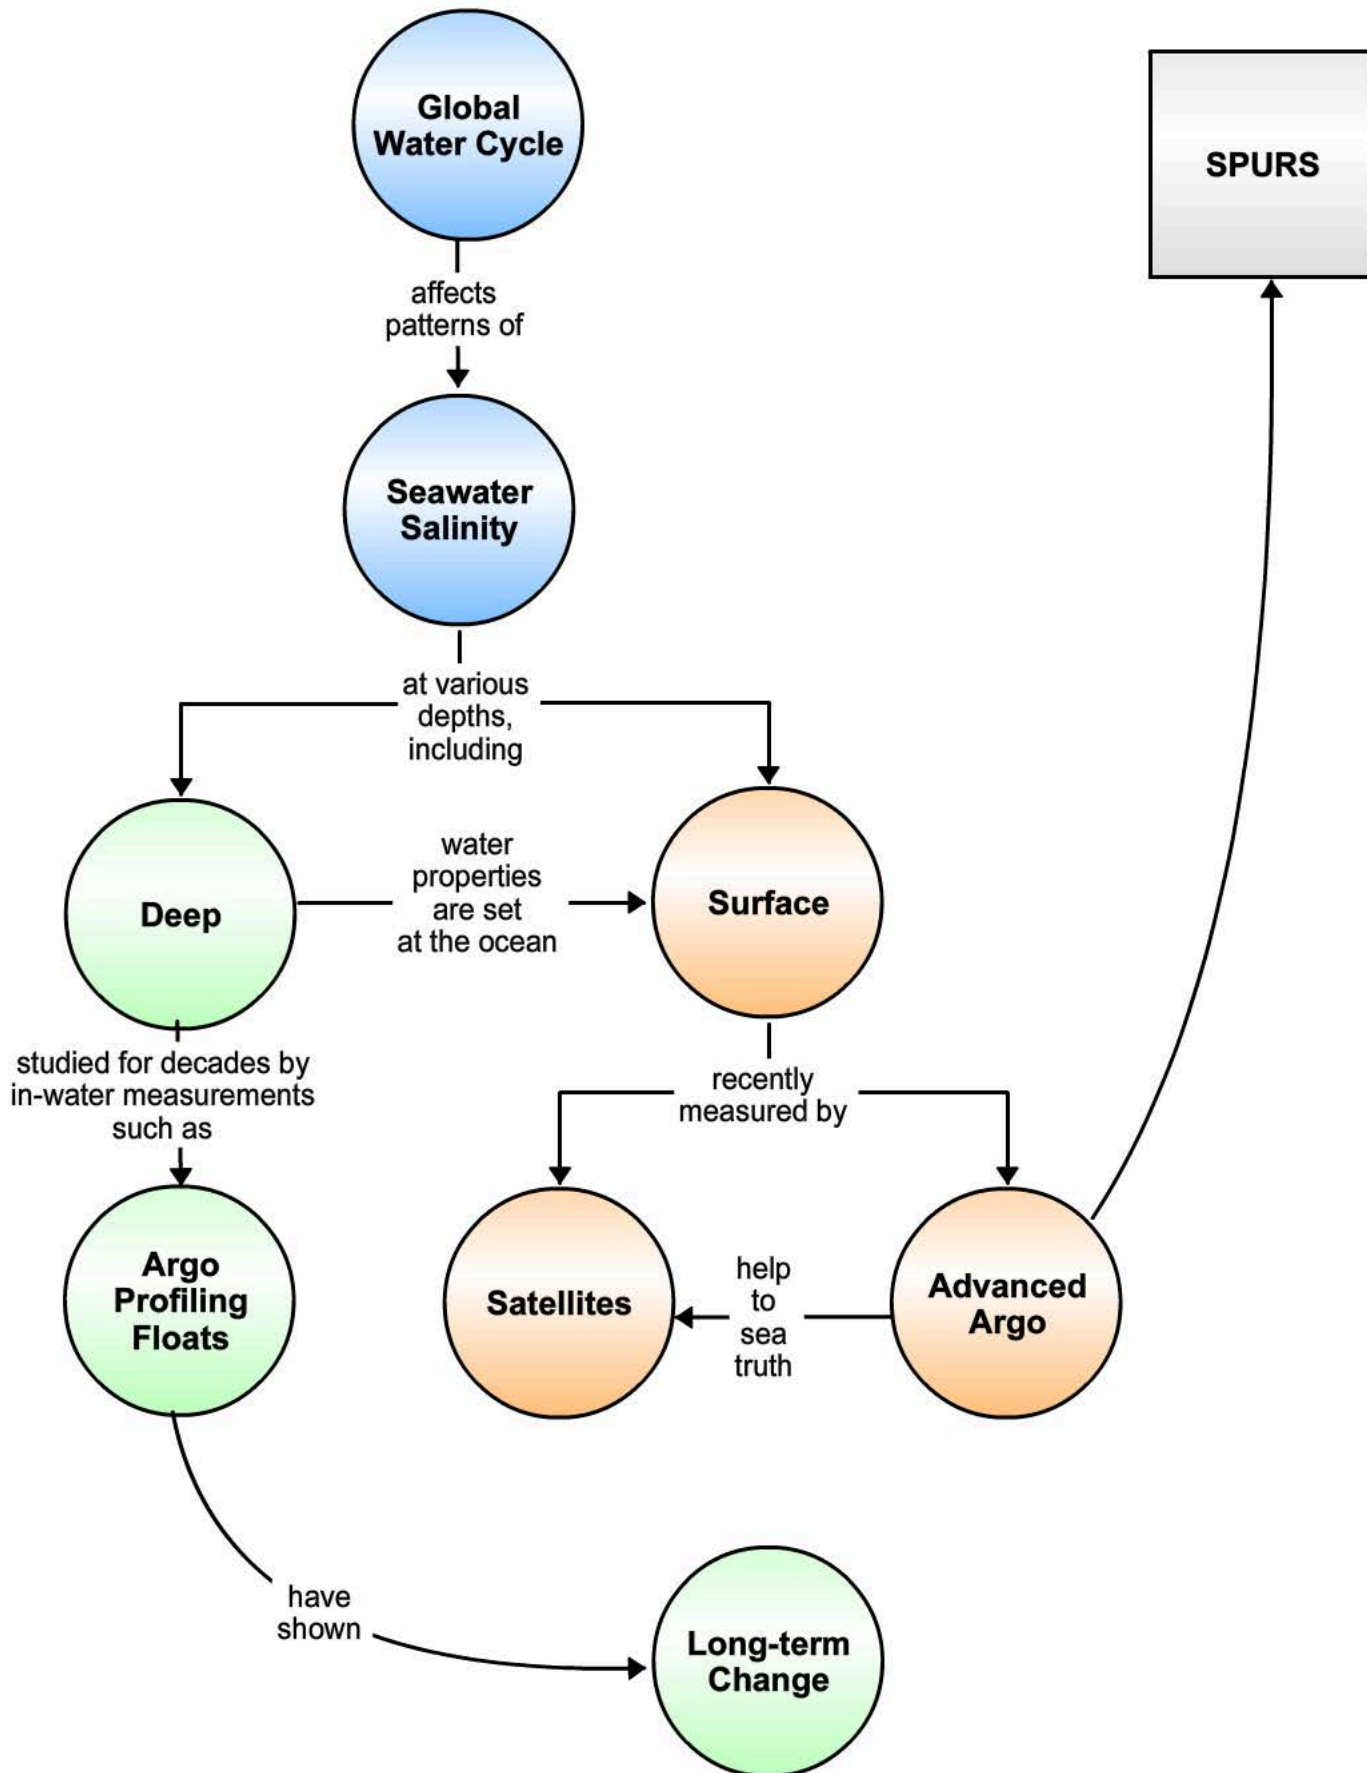 Global
Water Cycle
SPURS
affects
patterns of
Seawater
Salinity
at various
depths,
including
Deep
water
properties
are set
at the ocean
Surface
studied for decades by
in-water measurements
such as
recently
measured by
Argo
Profiling
Floats
Satellites
help
to
sea
truth
Advanced
Argo
have
shown
Long-term
Change